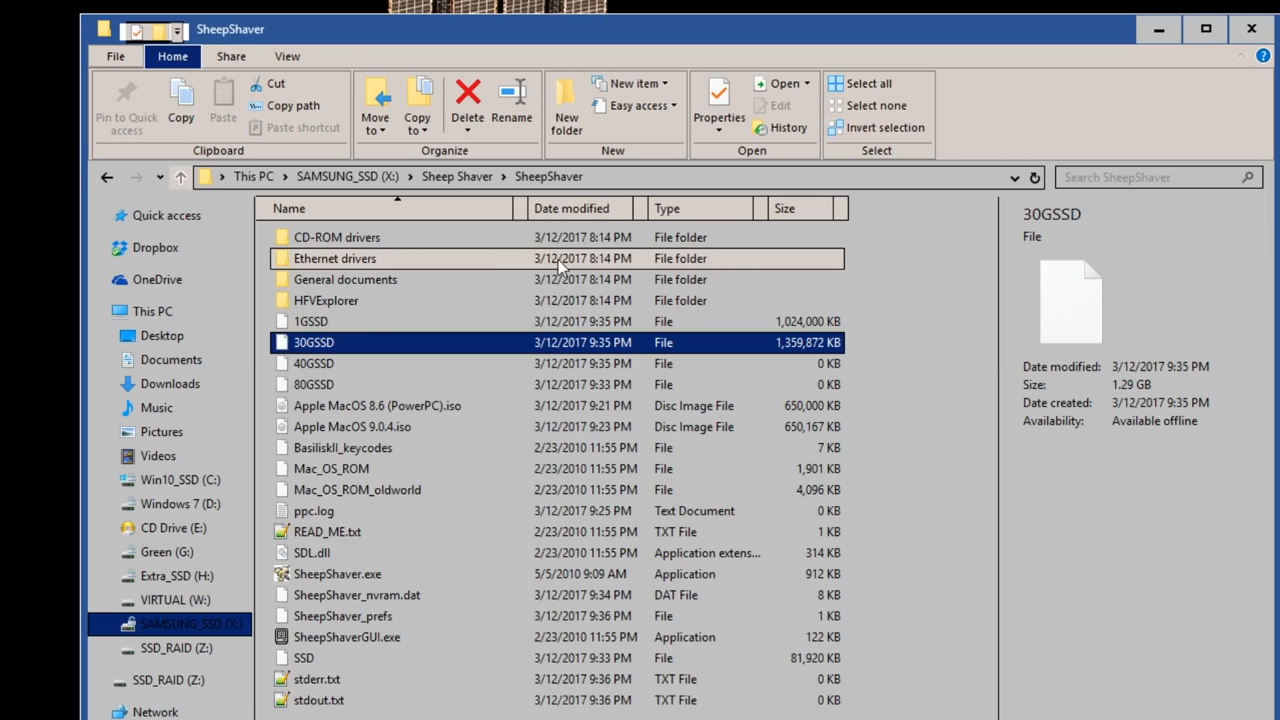 SheepShaver
File Home Share View
Pin to Quick access
Copy
Paste
Cut
Copy path
Paste shortcut
Clipboard
Move to
Copy to
Delete
Rename
Organize
New folder
New item
Easy access
New
Properties
Open
Edit
History
Open
Select all
Select none
Invert selection
Select
This PC > SAMSUNG_SSD (X:) > Sheep Shaver > SheepShaver
Search SheepShaver
Quick access
Dropbox
OneDrive
This PC
Desktop
Documents
Downloads
Music
Pictures
Videos
Win10_SSD (C:)
Windows 7 (D:)
CD Drive (E:)
Green (G:)
Extra_SSD (H:)
VIRTUAL (W:)
SAMSUNG_SSD (X:)
SSD_RAID (Z:)
SSD_RAID (Z:)
Network
Name Date modified Type Size
CD-ROM drivers 3/12/2017 8:14 PM File folder
Ethernet drivers 3/12/2017 8:14 PM File folder
General documents 3/12/2017 8:14 PM File folder
HFVExplorer 3/12/2017 8:14 PM File folder
1GSSD 3/12/2017 9:35 PM File 1,024,000 KB
30GSSD 3/12/2017 9:35 PM File 1,359,872 KB
40GSSD 3/12/2017 9:35 PM File 0 KB
80GSSD 3/12/2017 9:33 PM File 0 KB
Apple MacOS 8.6 (PowerPC).iso 3/12/2017 9:21 PM Disc Image File 650,000 KB
Apple MacOS 9.0.4.iso 3/12/2017 9:23 PM Disc Image File 650,167 KB
BasiliskII_keycodes 2/23/2010 11:55 PM File 7 KB
Mac_OS_ROM 2/23/2010 11:55 PM File 1,901 KB
Mac_OS_ROM_oldworld 2/23/2010 11:55 PM File 4,096 KB
ppc.log 3/12/2017 9:25 PM Text Document 0 KB
READ_ME.txt 2/23/2010 11:55 PM TXT File 1 KB
SDL.dll 2/23/2010 11:55 PM Application extens... 314 KB
SheepShaver.exe 5/5/2010 9:09 AM Application 912 KB
SheepShaver_nvram.dat 3/12/2017 9:34 PM DAT File 8 KB
SheepShaver_prefs 3/12/2017 9:36 PM File 1 KB
SheepShaverGUI.exe 2/23/2010 11:55 PM Application 122 KB
SSD 3/12/2017 9:33 PM File 81,920 KB
stderr.txt 3/12/2017 9:36 PM TXT File 0 KB
stdout.txt 3/12/2017 9:36 PM TXT File 0 KB
30GSSD
File
Date modified: 3/12/2017 9:35 PM
Size: 1.29 GB
Date created: 3/12/2017 9:35 PM
Availability: Available offline